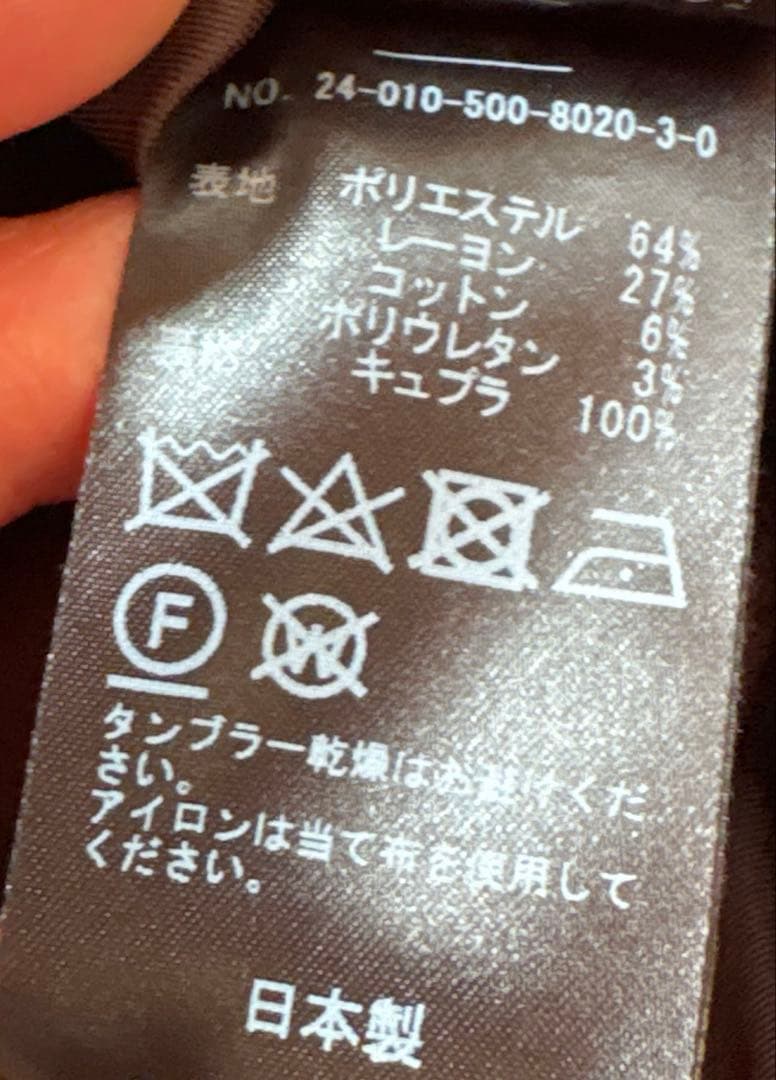 NO. 24-010-500-8020-3-0
表地 ポリエステル 64%
レーヨン 27%
コットン 6%
ポリウレタン 3%
キュプラ 100%
F
W
タンブラー乾燥はお避けくだ
さい。
アイロンは当て布を使用して
ください。
日本製